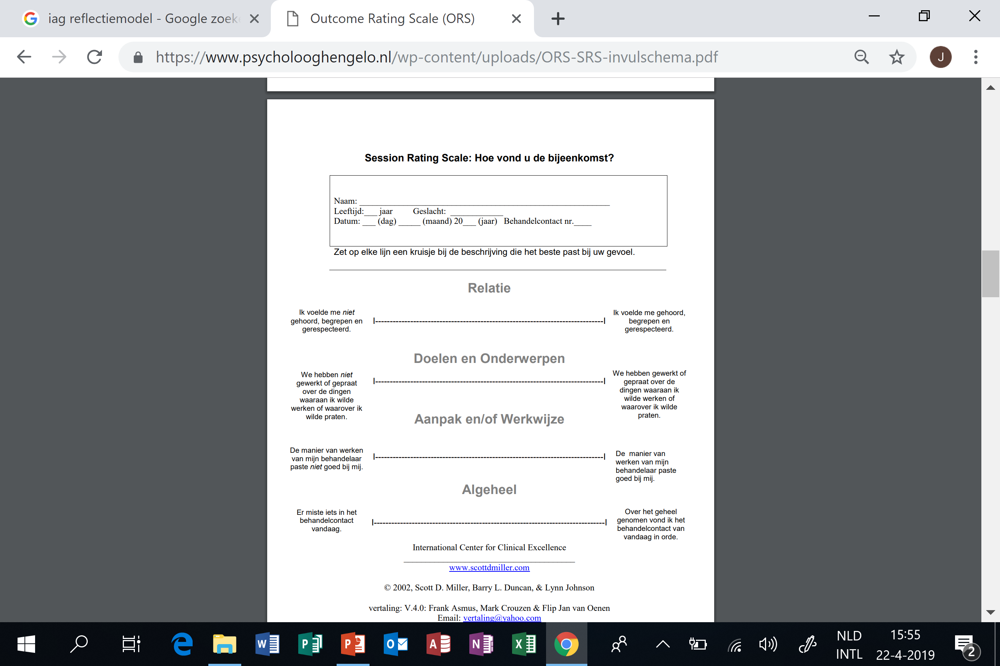 iag reflectiemodel - Google zoek
Outcome Rating Scale (ORS)
https://www.psycholooghengelo.nl/wp-content/uploads/ORS-SRS-invulschema.pdf
J
Session Rating Scale: Hoe vond u de bijeenkomst?
Naam: ___________________________________________________________
Leeftijd:___ jaar Geslacht: ____________
Datum: ___ (dag) _____ (maand) 20___ (jaar) Behandelcontact nr.____
Zet op elke lijn een kruisje bij de beschrijving die het beste past bij uw gevoel.
Relatie
Ik voelde me niet
gehoord, begrepen en
gerespecteerd.
I------------------------------------------------------------------------------I
Ik voelde me gehoord,
begrepen en
gerespecteerd.
Doelen en Onderwerpen
We hebben niet
gewerkt of gepraat
over de dingen
waaraan ik wilde
werken of waarover ik
wilde praten.
I------------------------------------------------------------------------------I
We hebben gewerkt of
gepraat over de
dingen waaraan ik
wilde werken of
waarover ik wilde
praten.
Aanpak en/of Werkwijze
De manier van werken
van mijn behandelaar
paste niet goed bij mij.
I------------------------------------------------------------------------------I
De manier van
werken van mijn
behandelaar paste
goed bij mij.
Algeheel
Er miste iets in het
behandelcontact
vandaag.
I------------------------------------------------------------------------------I
Over het geheel
genomen vond ik het
behandelcontact van
vandaag in orde.
International Center for Clinical Excellence
_______________________________________
www.scottdmiller.com
© 2002, Scott D. Miller, Barry L. Duncan, & Lynn Johnson
vertaling: V.4.0: Frank Asmus, Mark Crouzen & Flip Jan van Oenen
Email: vertaling@yahoo.com
NLD
INTL
15:55
22-4-2019
2